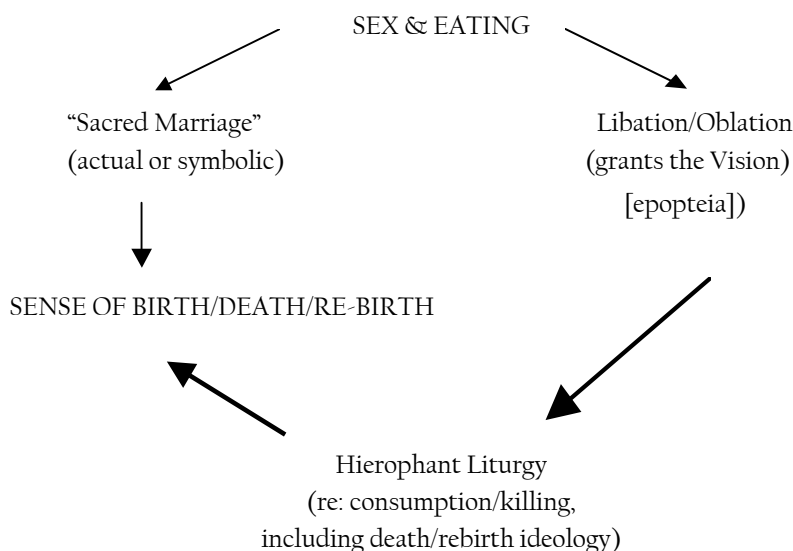 SEX & EATING
“Sacred Marriage”
(actual or symbolic)
Libation/Oblation
(grants the Vision)
[epopteia])
SENSE OF BIRTH/DEATH/RE-BIRTH
Hierophant Liturgy
(re: consumption/killing,
including death/rebirth ideology)